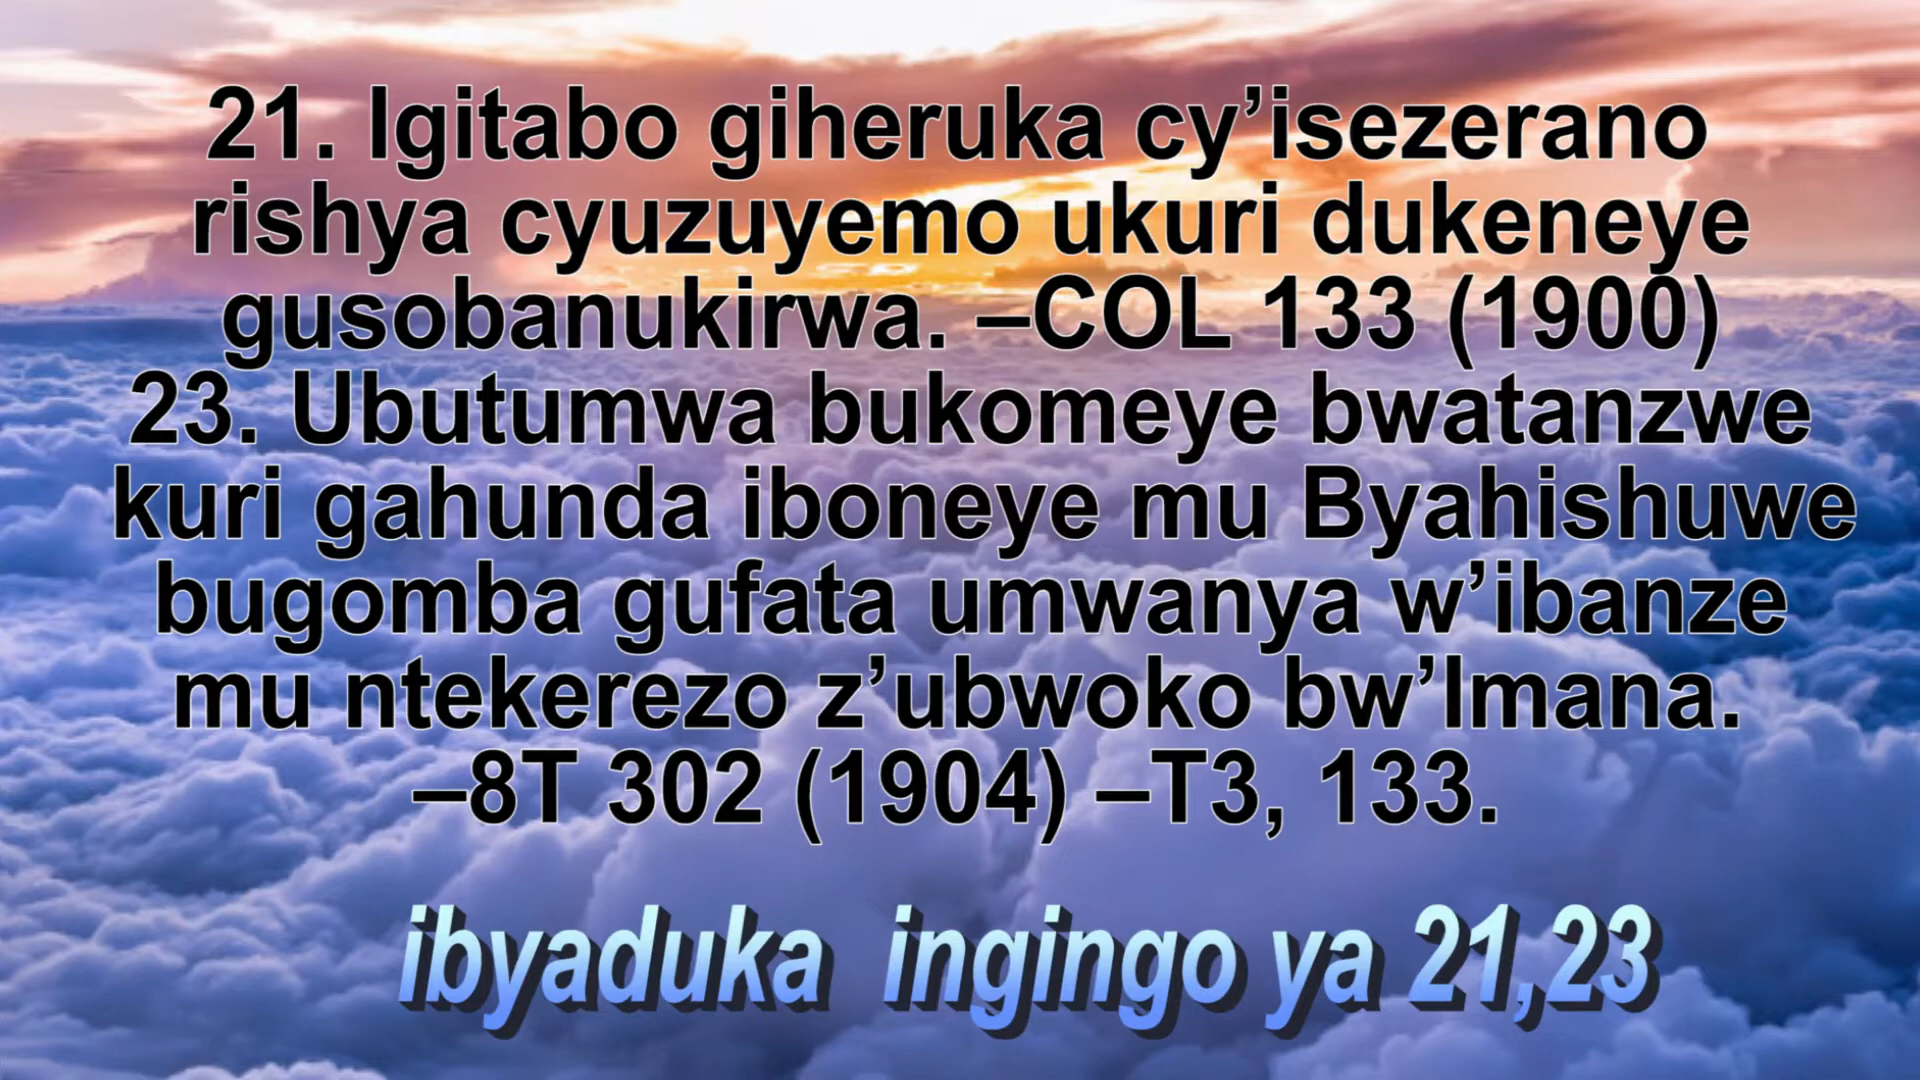 21. Igitabo giheruka cy’isezerano
rishya cyuzuyemo ukuri dukeneye
gusobanukirwa. –COL 133 (1900)
23. Ubutumwa bukomeye bwatanzwe
kuri gahunda iboneye mu Byahishuwe
bugomba gufata umwanya w’ibanze
mu ntekerezo z’ubwoko bw’Imana.
–8T 302 (1904) –T3, 133.
ibyaduka ingingo ya 21,23